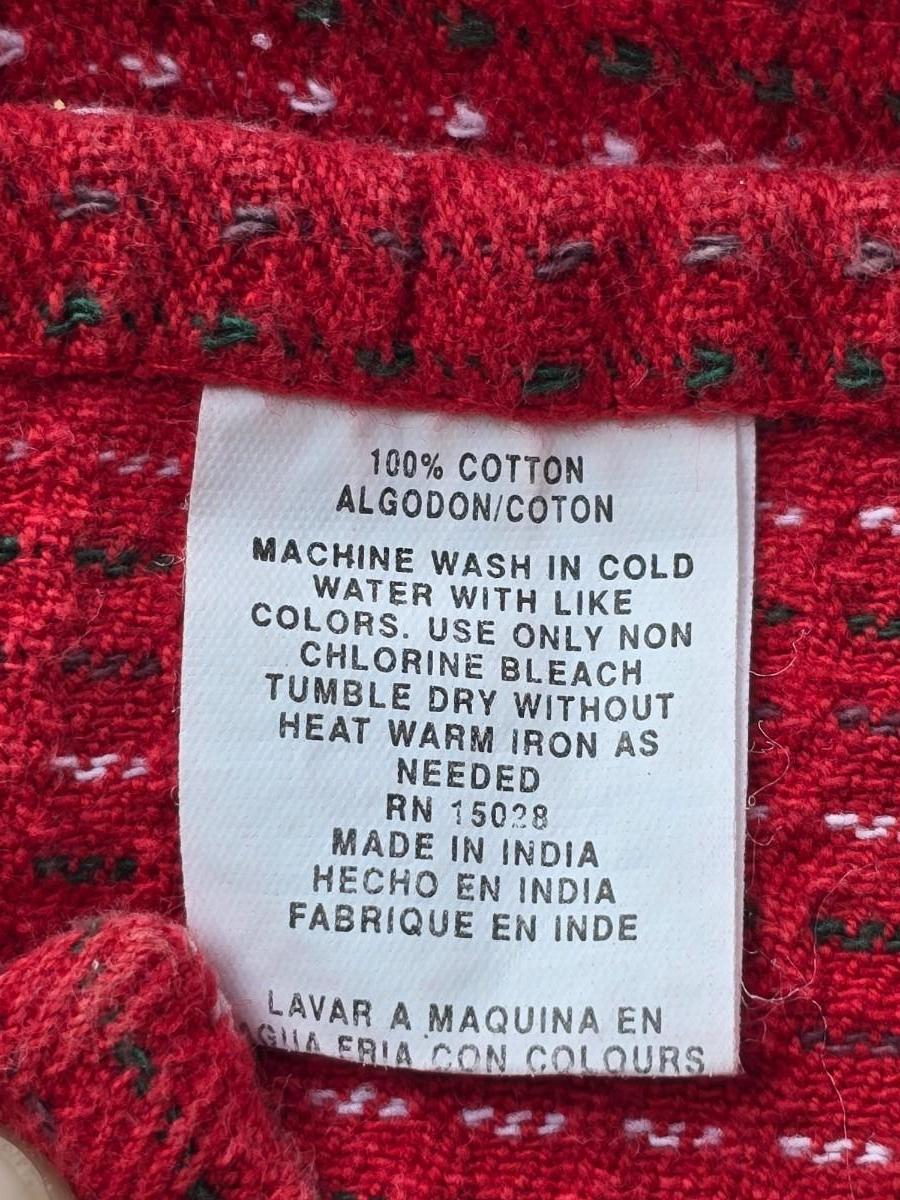 100% COTTON
ALGODON/COTON
MACHINE WASH IN COLD
WATER WITH LIKE
COLORS. USE ONLY NON
CHLORINE BLEACH
TUMBLE DRY WITHOUT
HEAT WARM IRON AS
NEEDED
RN 15028
MADE IN INDIA
HECHO EN INDIA
FABRIQUE EN INDE
LAVAR A MAQUINA EN
AGUA FRIA CON COLOURS